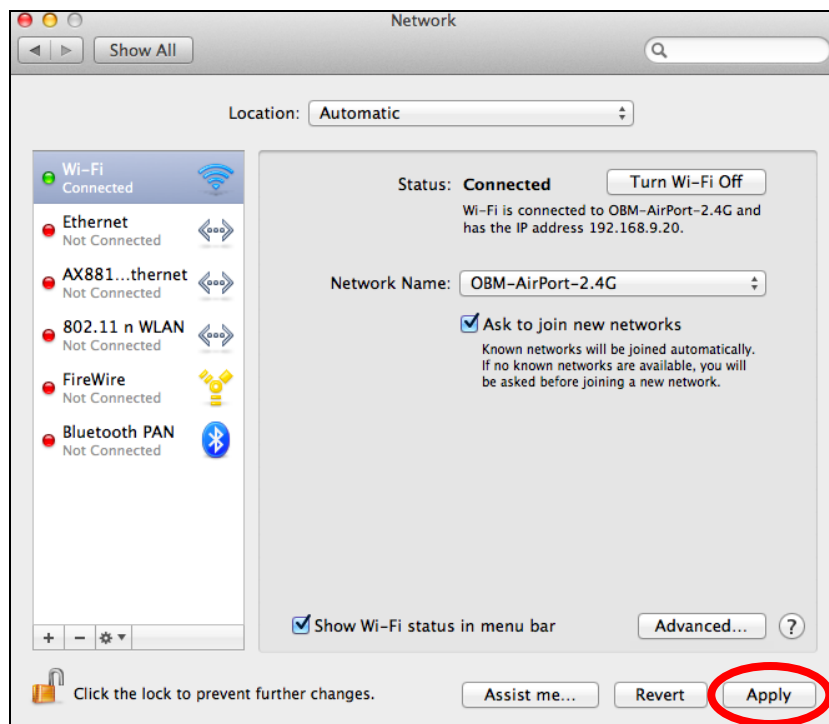 Network
Show All
Location: Automatic
Wi-Fi
Connected
Ethernet
Not Connected
AX881...thernet
Not Connected
802.11 n WLAN
Not Connected
FireWire
Not Connected
Bluetooth PAN
Not Connected
Status: Connected Turn Wi-Fi Off
Wi-Fi is connected to OBM-AirPort-2.4G and
has the IP address 192.168.9.20.
Network Name: OBM-AirPort-2.4G
Ask to join new networks
Known networks will be joined automatically.
If no known networks are available, you will
be asked before joining a new network.
Show Wi-Fi status in menu bar Advanced... ?
Click the lock to prevent further changes. Assist me... Revert Apply